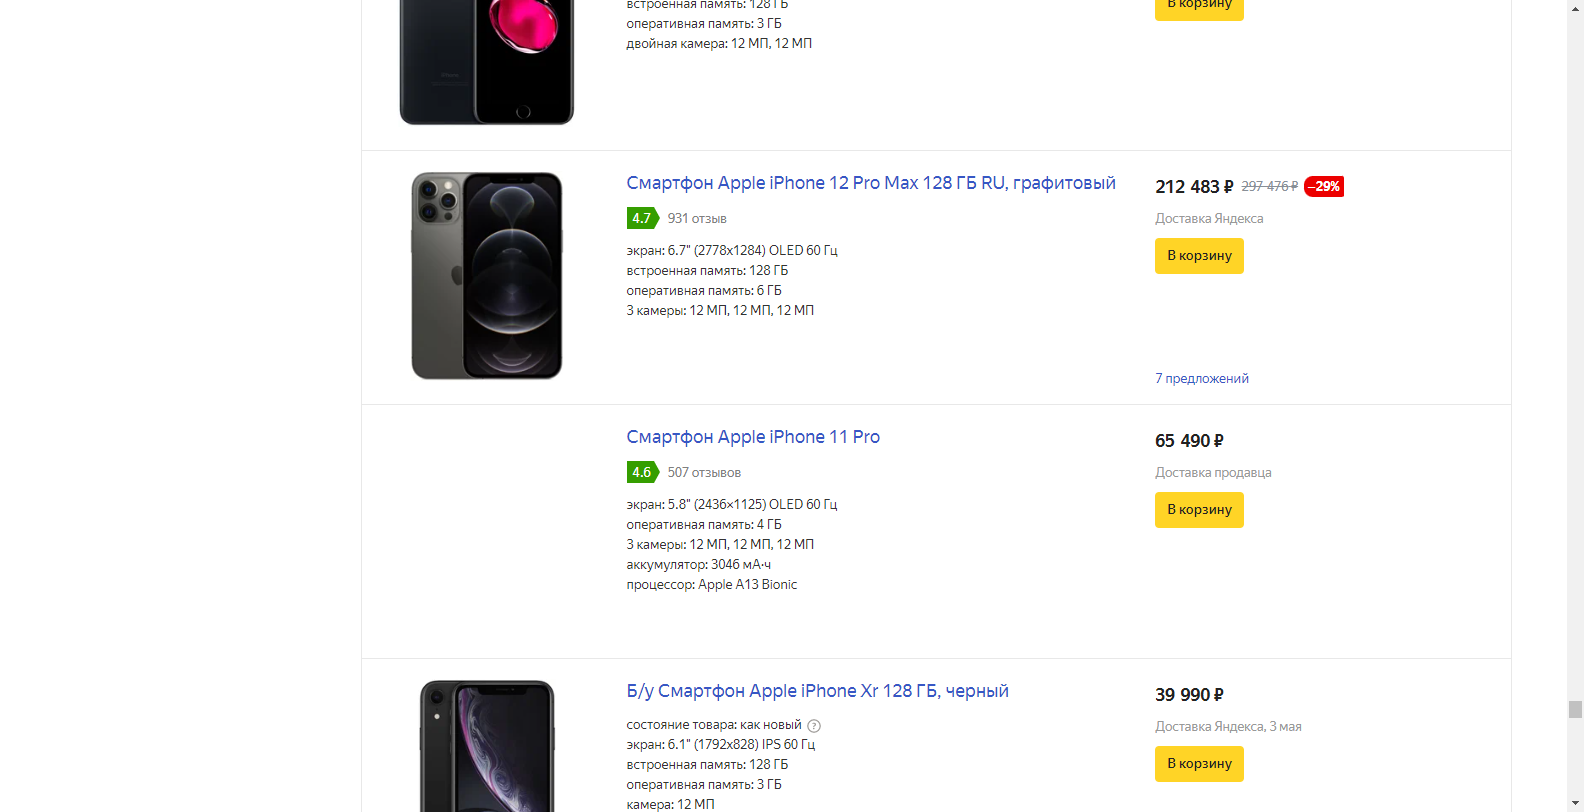 встроенная память: 128 ГБ
оперативная память: 3 ГБ
двойная камера: 12 МП, 12 МП
В корзину
Смартфон Apple iPhone 12 Pro Max 128 ГБ RU, графитовый
4.7 931 отзыв
экран: 6.7" (2778x1284) OLED 60 Гц
встроенная память: 128 ГБ
оперативная память: 6 ГБ
3 камеры: 12 МП, 12 МП, 12 МП
212 483 ₽ 297 476 ₽ −29%
Доставка Яндекса
В корзину
7 предложений
Смартфон Apple iPhone 11 Pro
4.6 507 отзывов
экран: 5.8" (2436×1125) OLED 60 Гц
оперативная память: 4 ГБ
3 камеры: 12 МП, 12 МП, 12 МП
аккумулятор: 3046 мА·ч
процессор: Apple A13 Bionic
65 490 ₽
Доставка продавца
В корзину
Б/у Смартфон Apple iPhone Xr 128 ГБ, черный
состояние товара: как новый ?
экран: 6.1" (1792x828) IPS 60 Гц
встроенная память: 128 ГБ
оперативная память: 3 ГБ
камера: 12 МП
39 990 ₽
Доставка Яндекса, 3 мая
В корзину